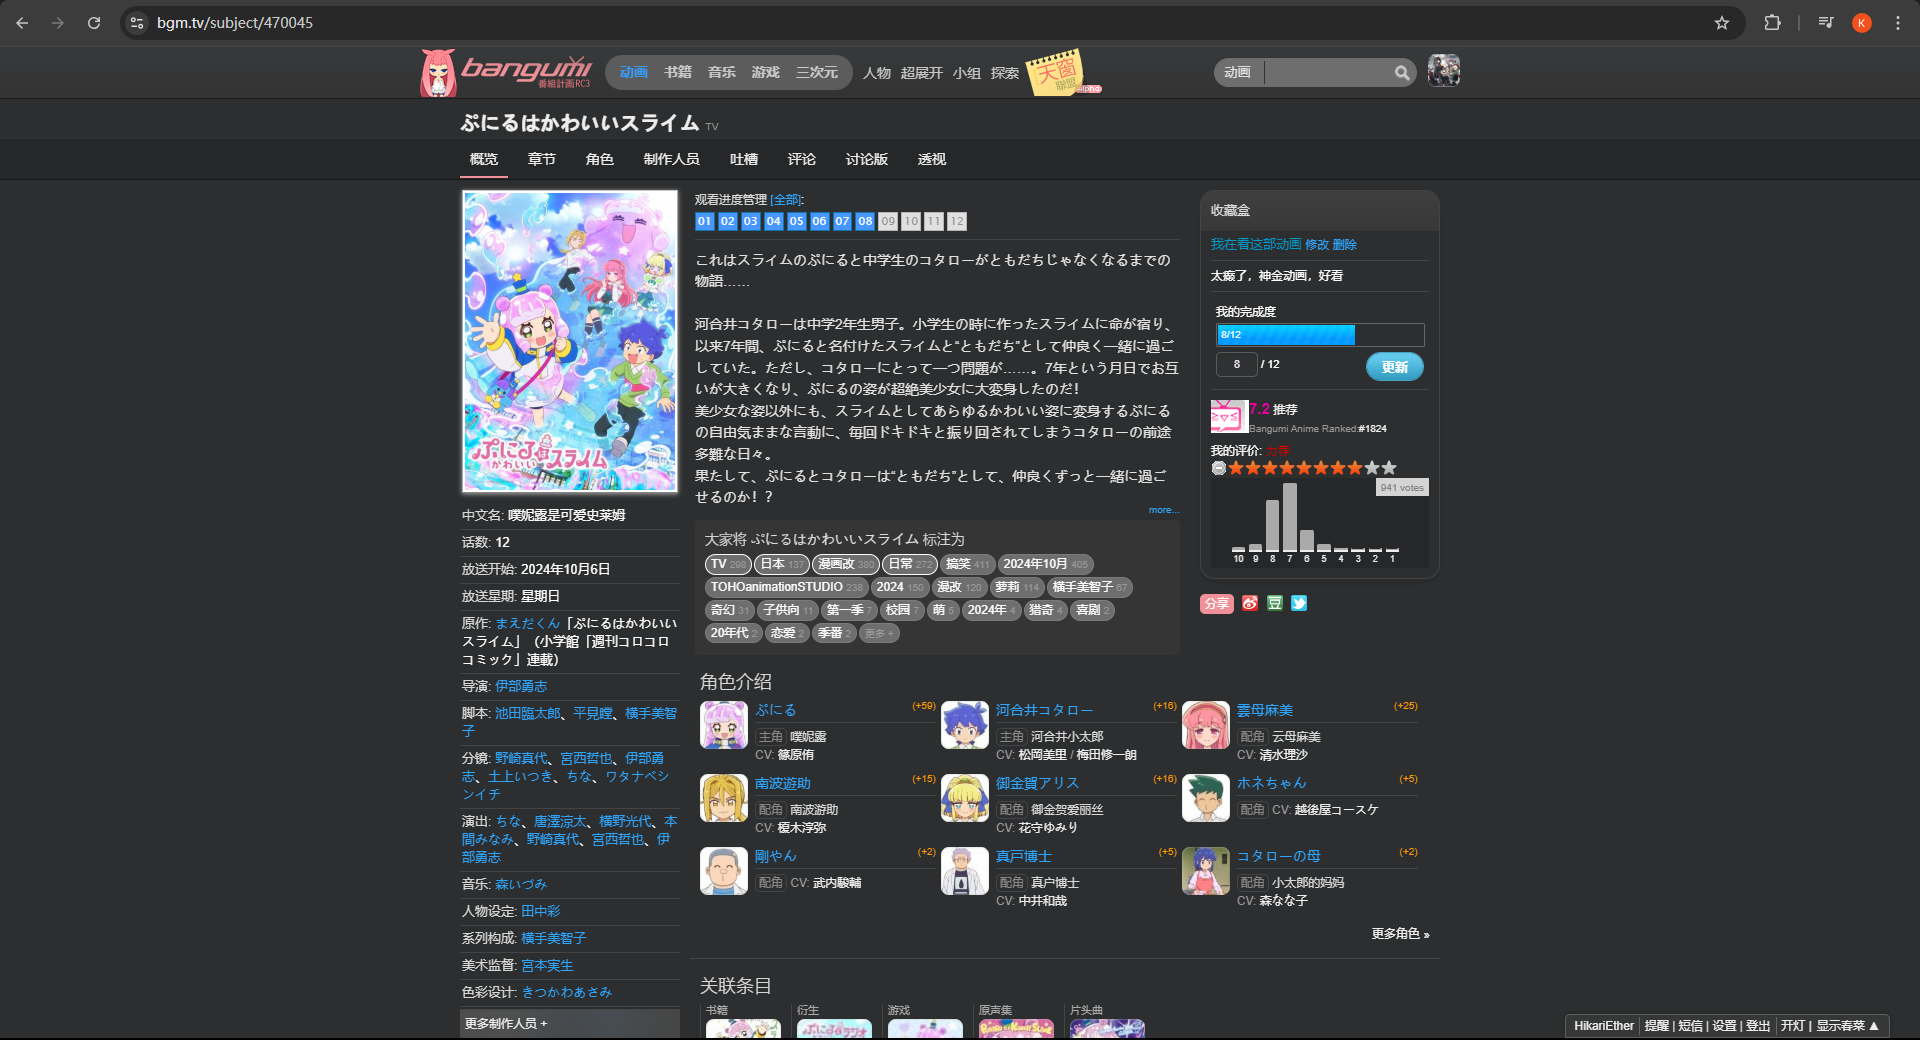 bgm.tv/subject/470045
K
bangumi
番組計画RC3
动画 书籍 音乐 游戏 三次元
人物 超展开 小组 探索
天窗
联盟
alpha
动画
ぷにるはかわいいスライム TV
概览 章节 角色 制作人员 吐槽 评论 讨论版 透视
ぷにるは
かわいい
スライム
中文名: 噗妮露是可爱史莱姆
话数: 12
放送开始: 2024年10月6日
放送星期: 星期日
原作: まえだくん「ぷにるはかわいい
スライム」（小学館「週刊コロコロ
コミック」連載）
导演: 伊部勇志
脚本: 池田臨太郎、平見瞠、横手美智
子
分镜: 野崎真代、宮西哲也、伊部勇
志、土上いつき、ちな、ワタナベシ
ンイチ
演出: ちな、唐澤涼太、横野光代、本
間みなみ、野崎真代、宮西哲也、伊
部勇志
音乐: 森いづみ
人物设定: 田中彩
系列构成: 横手美智子
美术监督: 宮本実生
色彩设计: きつかわあさみ
更多制作人员 +
观看进度管理 [全部]:
01 02 03 04 05 06 07 08 09 10 11 12
これはスライムのぷにると中学生のコタローがともだちじゃなくなるまでの
物語……
河合井コタローは中学2年生男子。小学生の時に作ったスライムに命が宿り、
以来7年間、ぷにると名付けたスライムと“ともだち”として仲良く一緒に過ご
していた。ただし、コタローにとって一つ問題が……。7年という月日でお互
いが大きくなり、ぷにるの姿が超絶美少女に大変身したのだ！
美少女な姿以外にも、スライムとしてあらゆるかわいい姿に変身するぷにる
の自由気ままな言動に、毎回ドキドキと振り回されてしまうコタローの前途
多難な日々。
果たして、ぷにるとコタローは“ともだち”として、仲良くずっと一緒に過ご
せるのか！？
more...
大家将 ぷにるはかわいいスライム 标注为
TV 298 日本 137 漫画改 380 日常 272 搞笑 411 2024年10月 405
TOHOanimationSTUDIO 238 2024 150 漫改 120 萝莉 114 横手美智子 67
奇幻 31 子供向 11 第一季 7 校园 7 萌 5 2024年 4 猎奇 4 喜剧 2
20年代 2 恋爱 2 季番 2 更多 +
角色介绍
ぷにる (+59)
主角 噗妮露
CV: 篠原侑
河合井コタロー (+16)
主角 河合井小太郎
CV: 松岡美里 / 梅田修一朗
雲母麻美 (+25)
配角 云母麻美
CV: 清水理沙
南波遊助 (+15)
配角 南波游助
CV: 榎木淳弥
御金賀アリス (+16)
配角 御金贺爱丽丝
CV: 花守ゆみり
ホネちゃん (+5)
配角 CV: 越後屋コースケ
剛やん (+2)
配角 CV: 武内駿輔
真戸博士 (+5)
配角 真户博士
CV: 中井和哉
コタローの母 (+2)
配角 小太郎的妈妈
CV: 森なな子
更多角色 »
关联条目
书籍 衍生 游戏 原声集 片头曲
收藏盒
我在看这部动画 修改 删除
太癫了，神金动画，好看
我的完成度
8/12
8 / 12
更新
7.2 推荐
Bangumi Anime Ranked:#1824
我的评价: 力荐
941 votes
10 9 8 7 6 5 4 3 2 1
分享
豆
HikariEther 提醒 | 短信 | 设置 | 登出 开灯 | 显示春菜 ▲